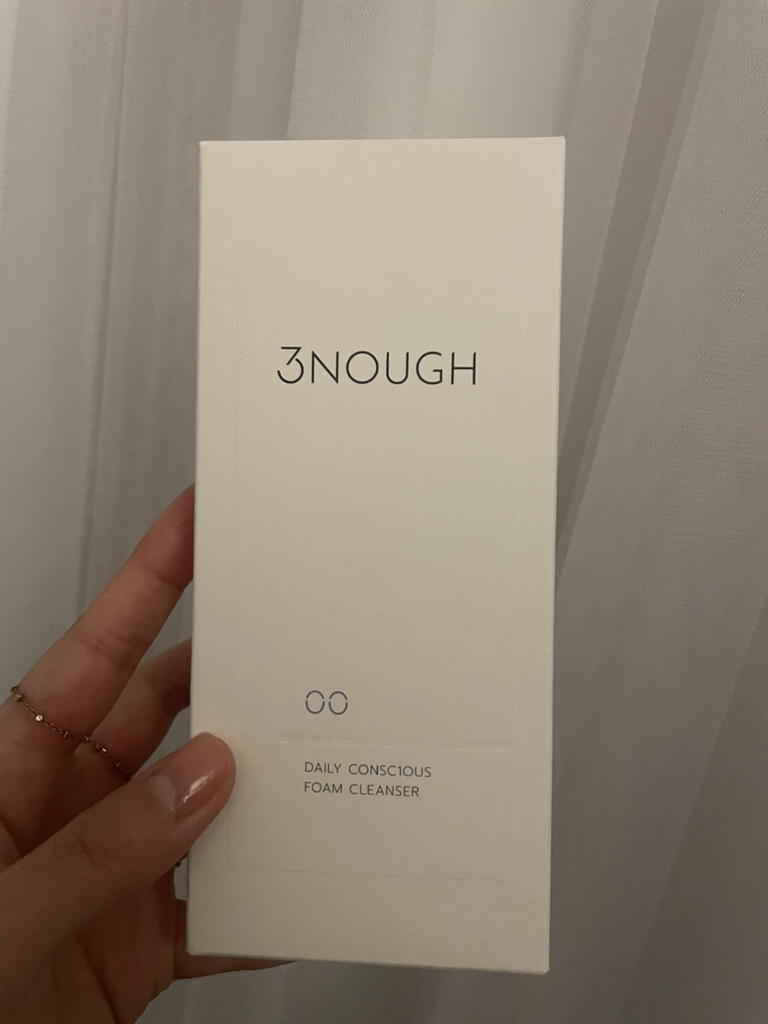 3NOUGH
00
DAILY CONSC1OUS
FOAM CLEANSER